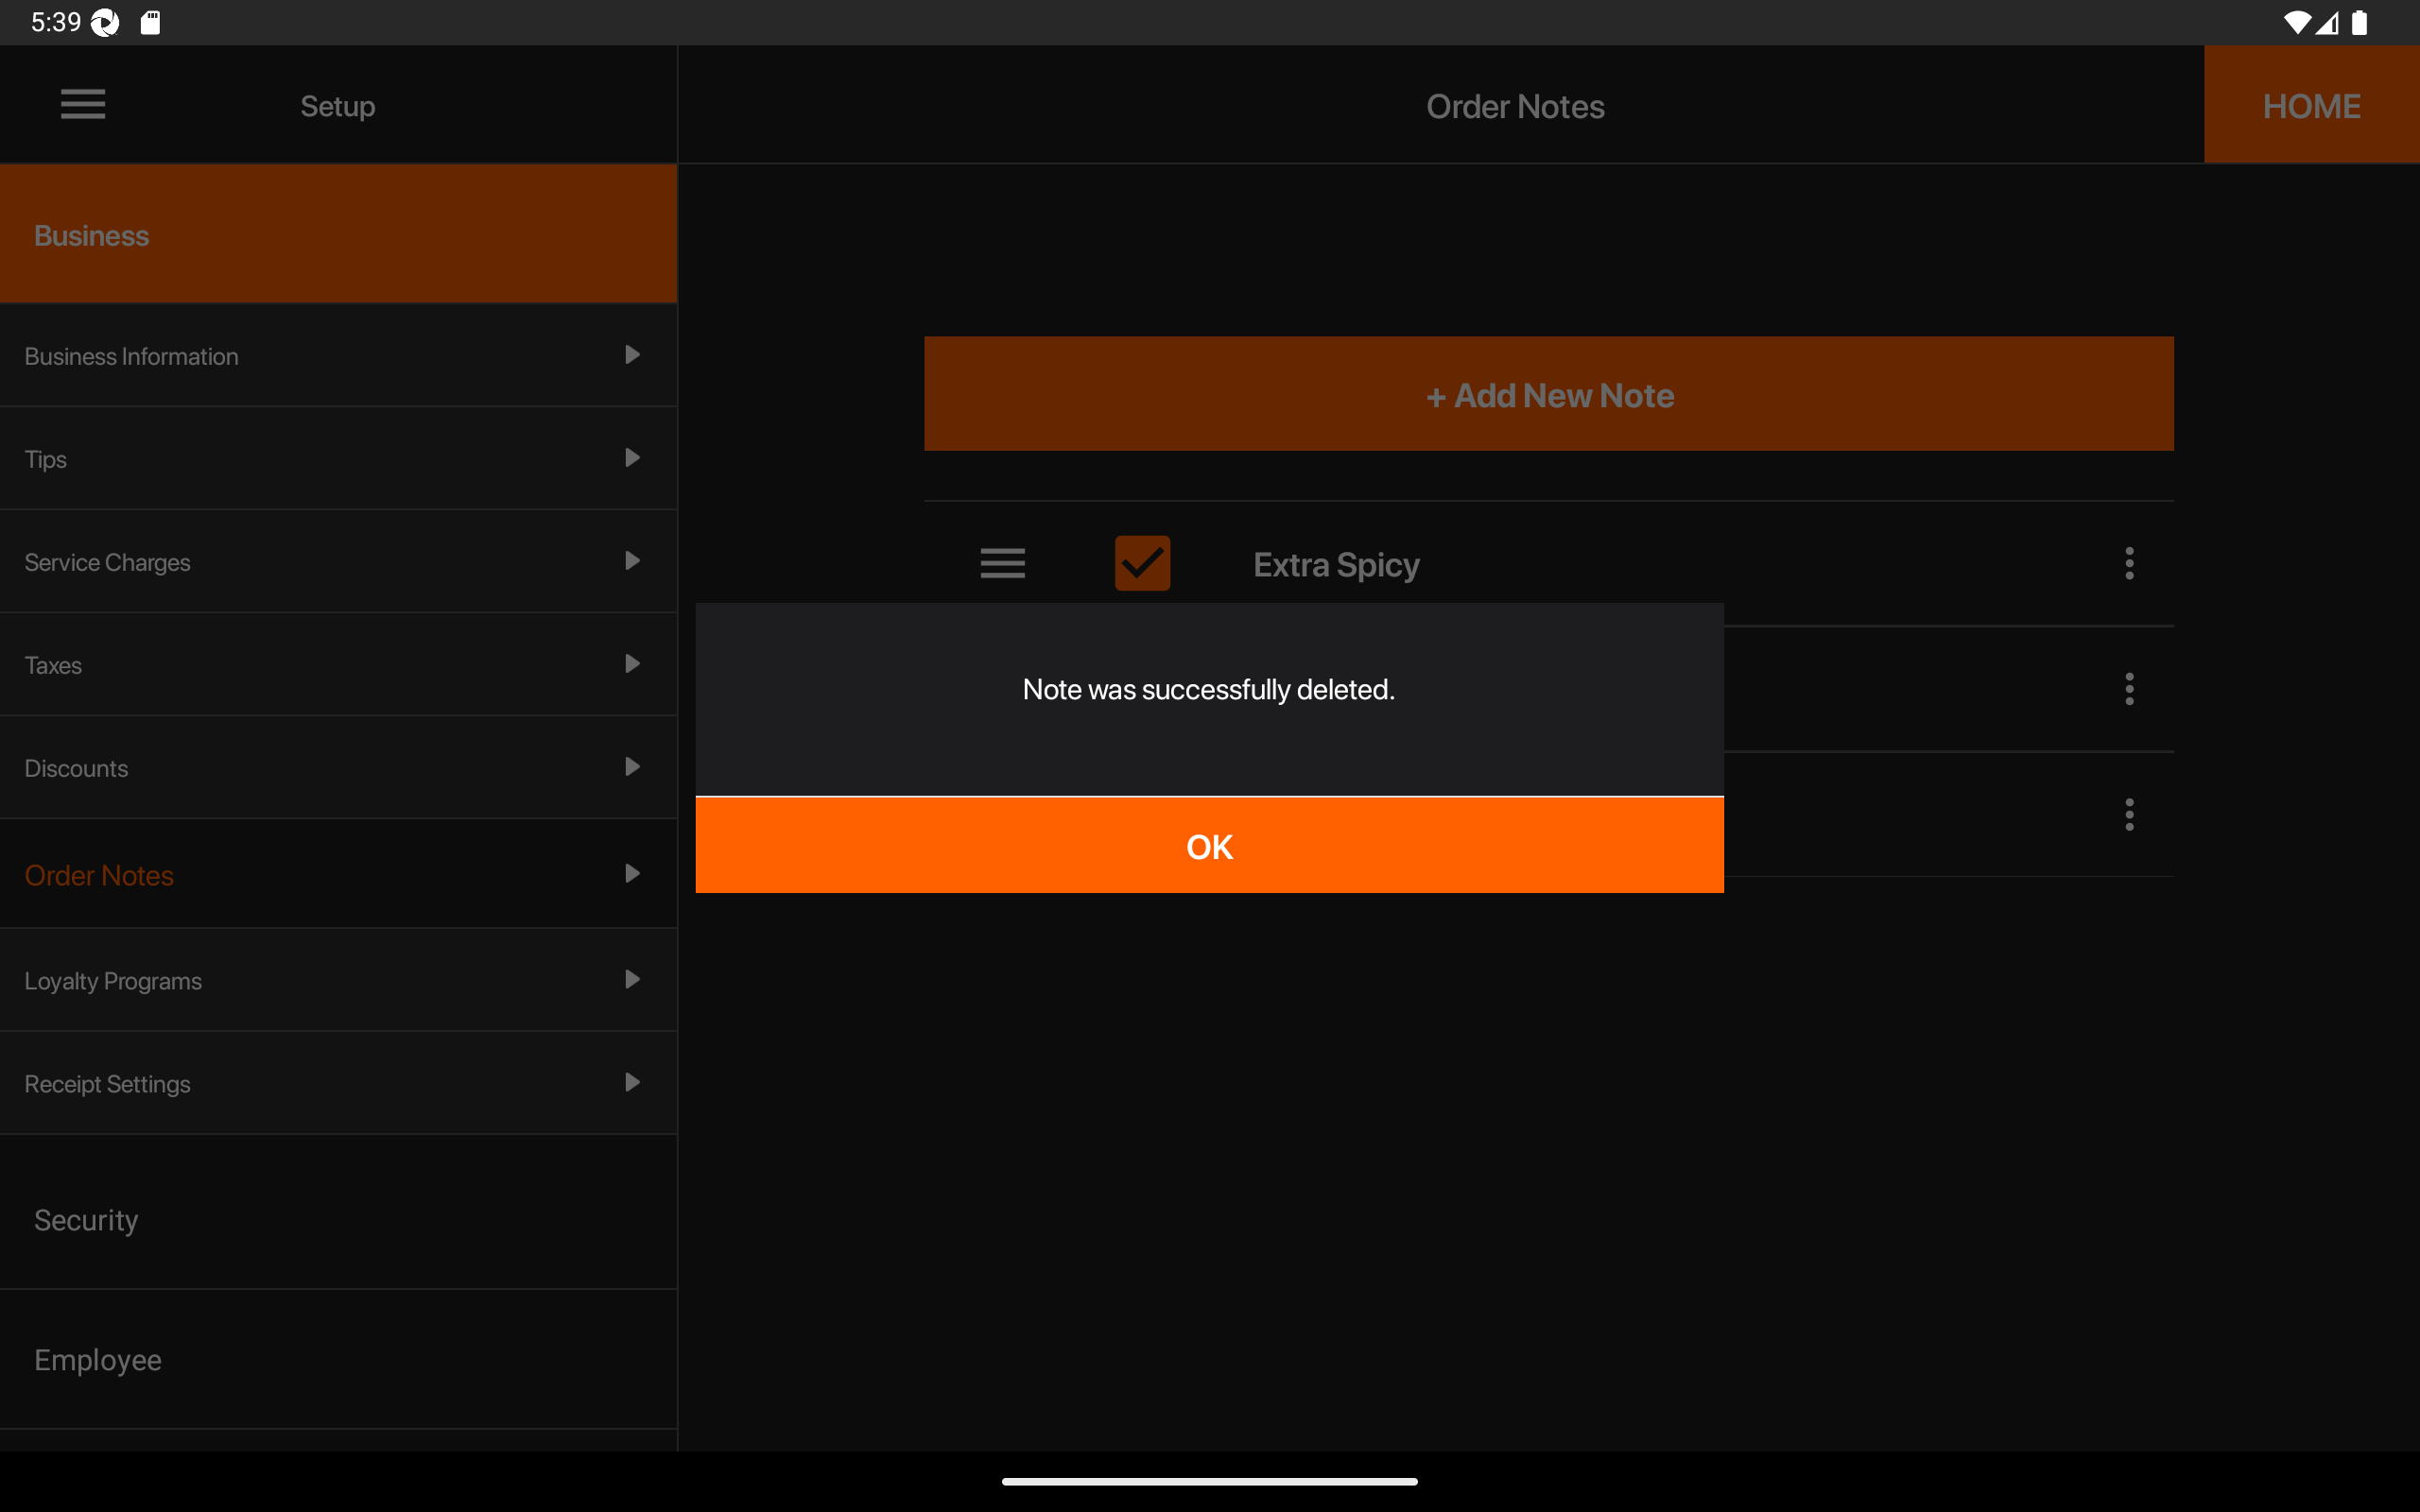 5:39
Setup
Order Notes
HOME
Business
Business Information
Tips
Service Charges
Taxes
Discounts
Order Notes
Loyalty Programs
Receipt Settings
Security
Employee
+ Add New Note
Extra Spicy
Note was successfully deleted.
OK